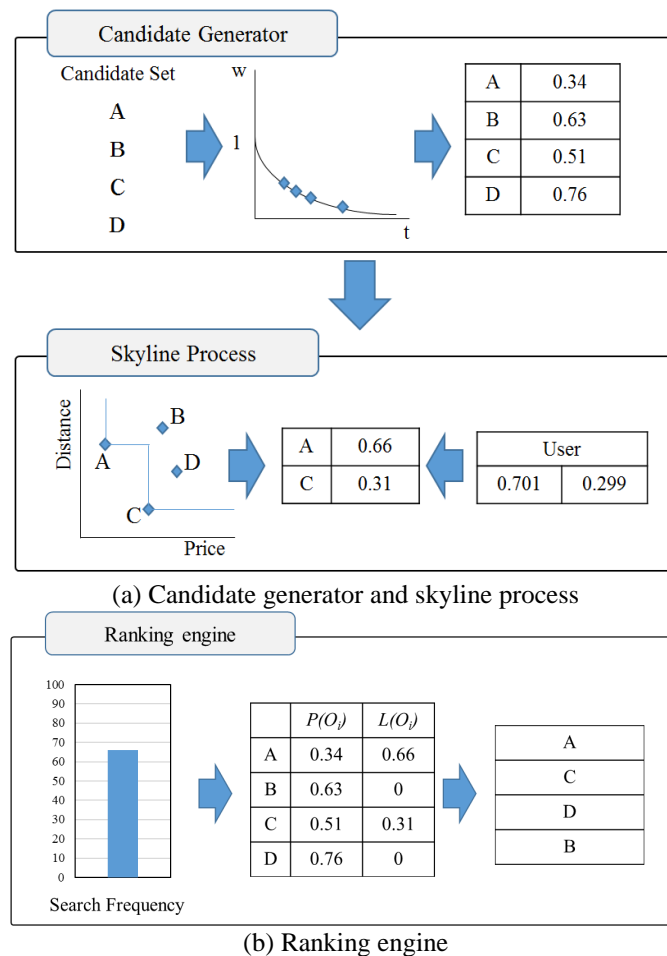 Candidate Generator
Candidate Set
A
B
C
D
w
1
t
A 0.34
B 0.63
C 0.51
D 0.76
Skyline Process
Distance
A
B
D
C
Price
A 0.66
C 0.31
User
0.701 0.299
(a) Candidate generator and skyline process
Ranking engine
100
90
80
70
60
50
40
30
20
10
0
Search Frequency
P(Oi) L(Oi)
A 0.34 0.66
B 0.63 0
C 0.51 0.31
D 0.76 0
A
C
D
B
(b) Ranking engine